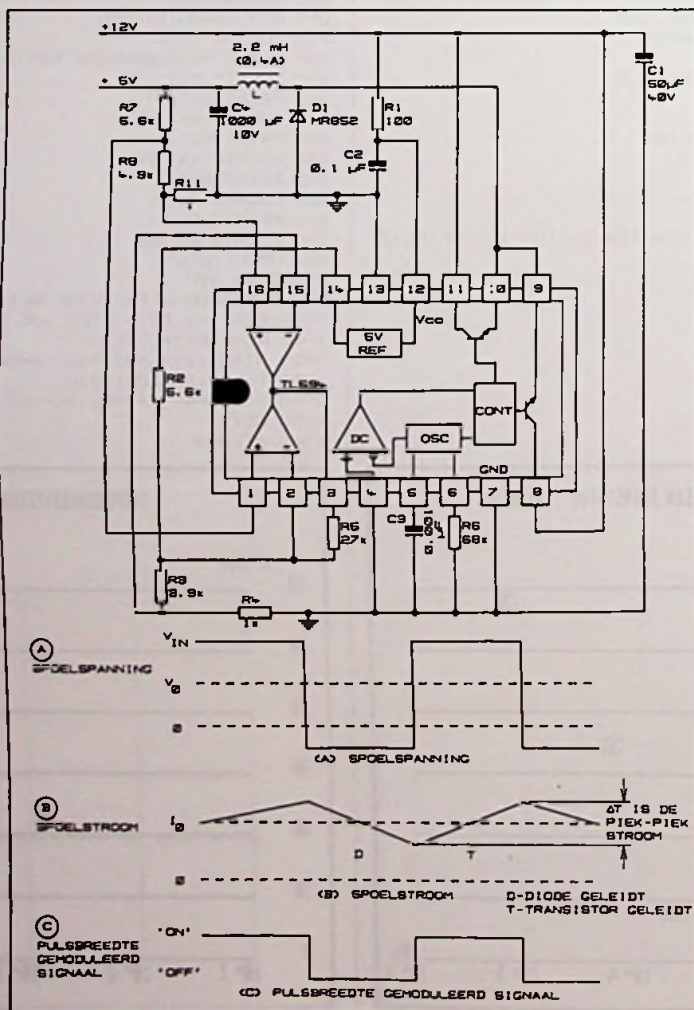 +12V
2.2 mH
(0,4A)
+ 5V
R7
5.6k
C4
1000 µF
10V
D1
MR852
R1
100
C1
50µF
40V
R8
4.9k
C2
0.1 µF
R11
16
15
14
13
12
11
10
9
Vcc
5V
REF
R2
5.6k
TL594
DC
OSC
CONT
GND
1
2
3
4
5
6
7
8
R5
27k
C3
R6
68k
R3
8.9k
R4
1k
A
SPOELSPANNING
VIN
V0
0
(A) SPOELSPANNING
B
SPOELSTROOM
I0
D
T
ΔT IS DE
PIEK-PIEK
STROOM
0
(B) SPOELSTROOM
D-DIODE GELEIDT
T-TRANSISTOR GELEIDT
C
PULSBREEDTE
GEMODULEERD
SIGNAAL
'ON'
'OFF'
(C) PULSBREEDTE GEMODULEERD SIGNAAL